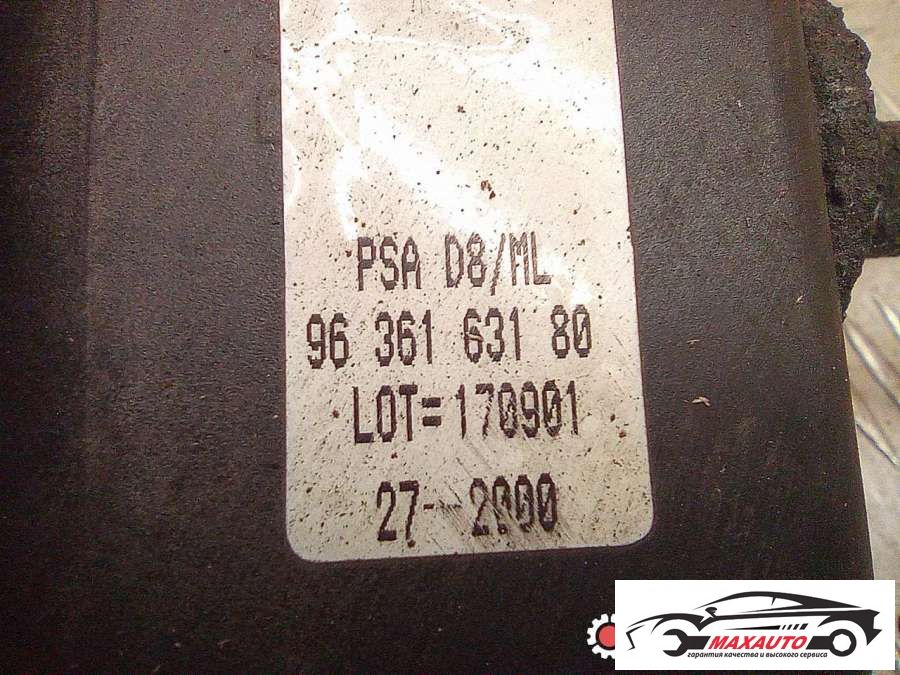 PSA D8/ML
96 361 631 80
LOT=170901
27--2000
MAXAUTO
гарантия качества и высокого сервиса